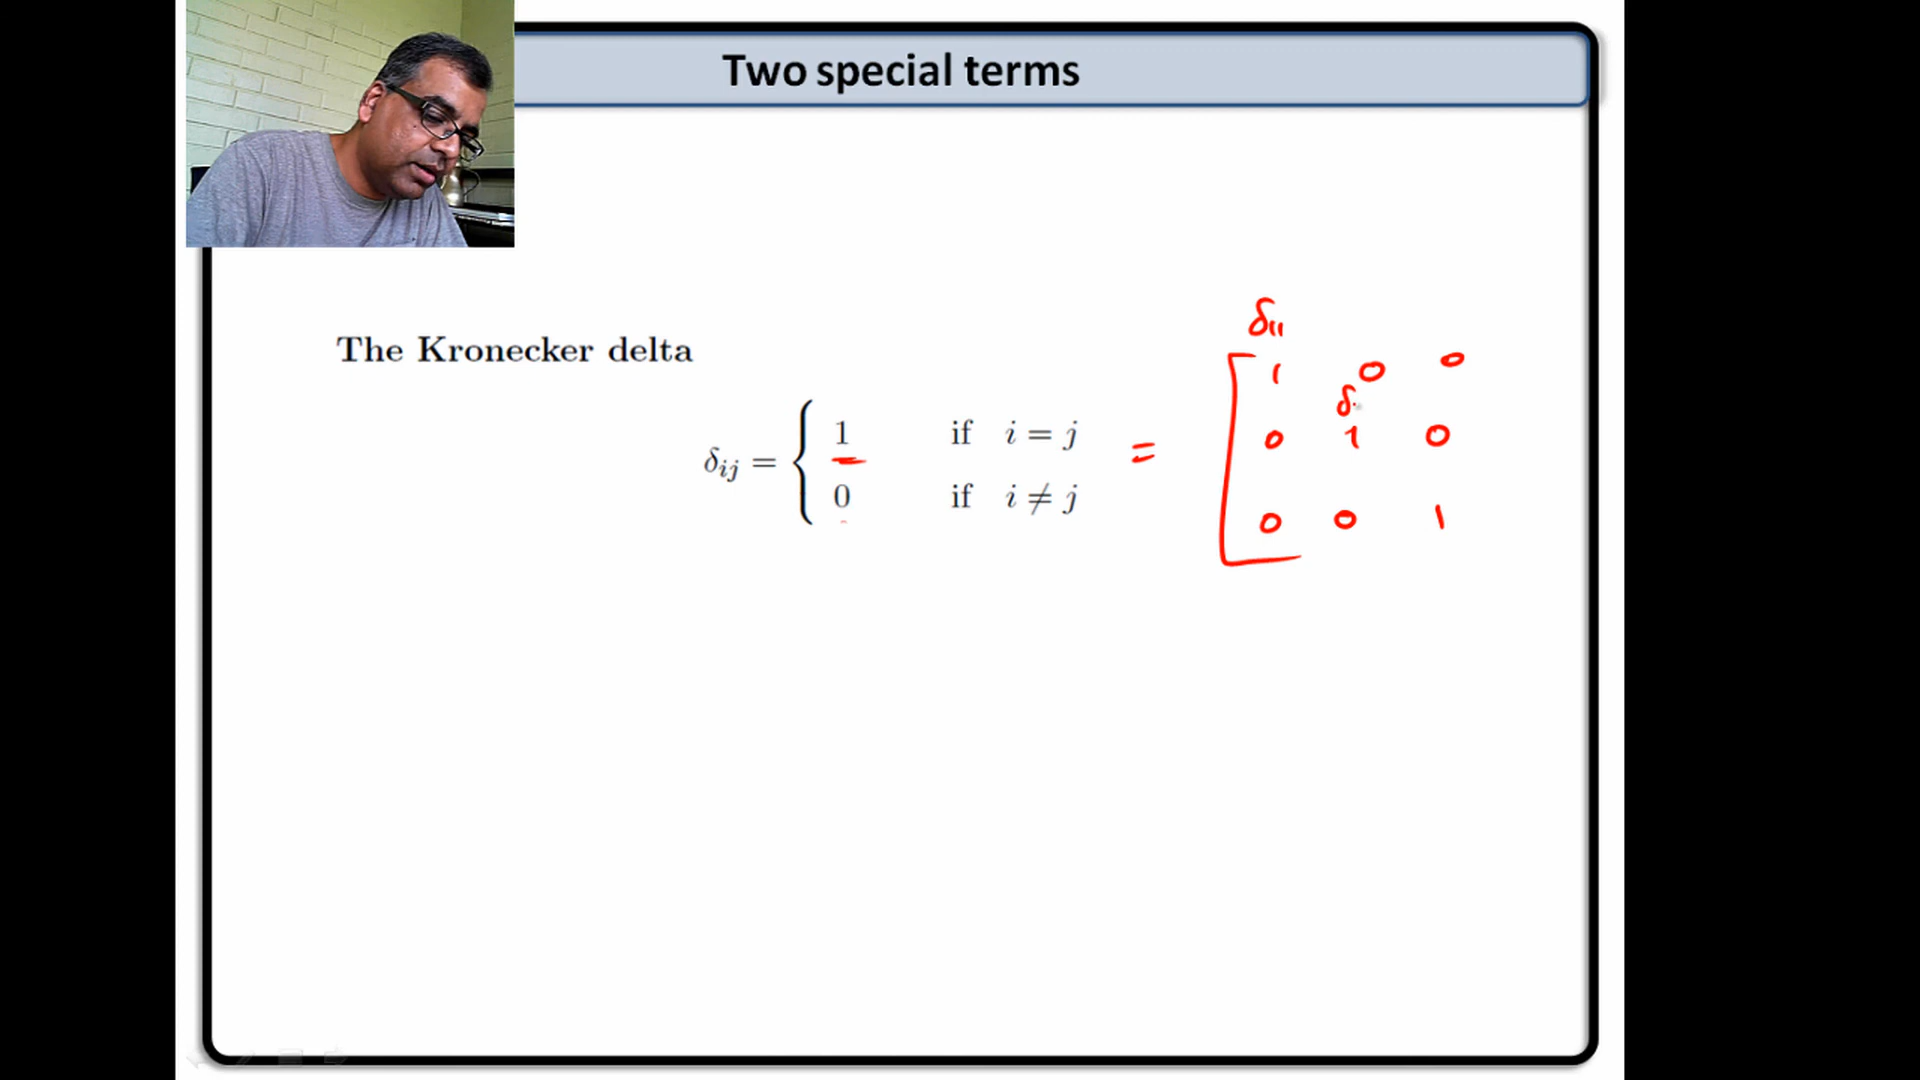 Two special terms
The Kronecker delta
δij = { 1 if i = j
0 if i ≠ j
=
δ11
[ 1 0 0
δ
0 1 0
0 0 1